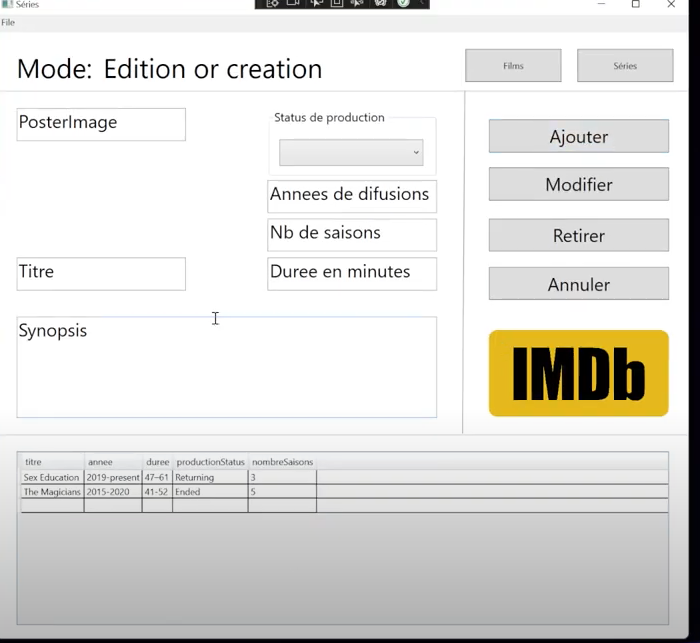 Séries
File
Mode: Edition or creation
Films
Séries
PosterImage
Status de production
Annees de difusions
Nb de saisons
Titre
Duree en minutes
Synopsis
Ajouter
Modifier
Retirer
Annuler
IMDb
titre annee duree productionStatus nombreSaisons
Sex Education 2019-present 47–61 Returning 3
The Magicians 2015-2020 41-52 Ended 5